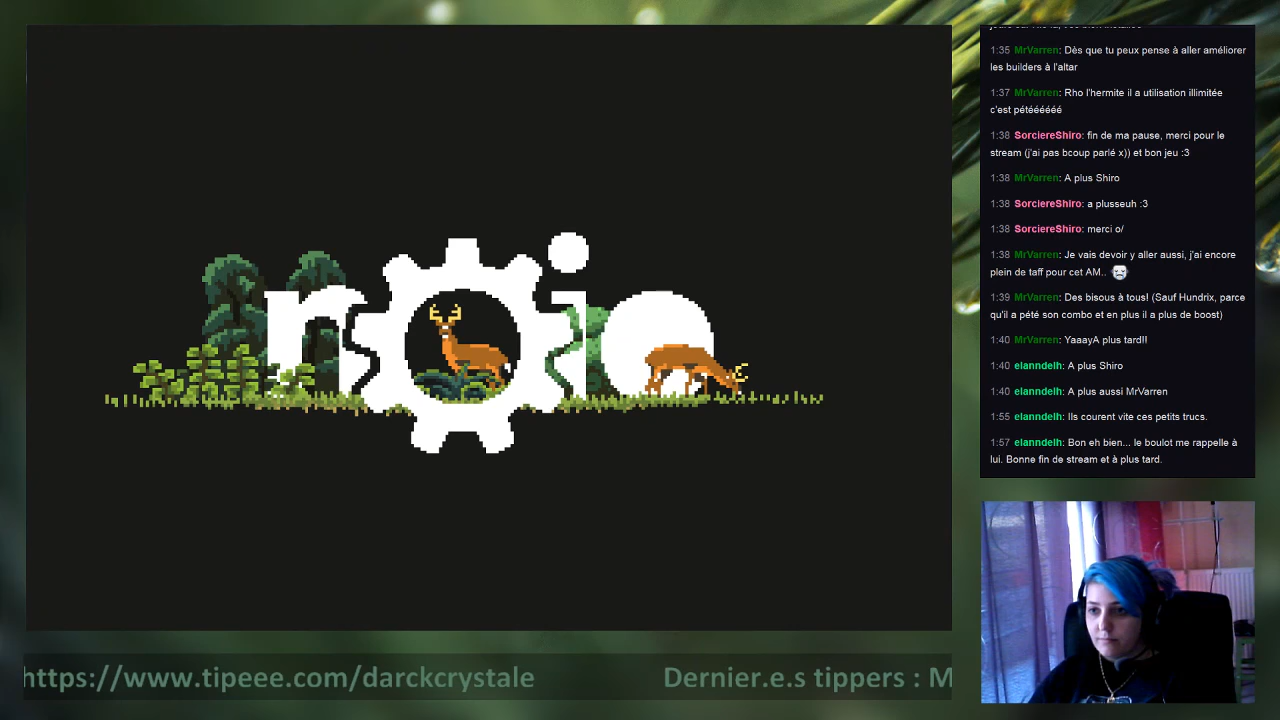 noio
1:35 MrVarren: Dès que tu peux pense à aller améliorer
les builders à l'altar
1:37 MrVarren: Rho l'hermite il a utilisation illimitée
c'est pétéééééé
1:38 SorciereShiro: fin de ma pause, merci pour le
stream (j'ai pas bcoup parlé x)) et bon jeu :3
1:38 MrVarren: A plus Shiro
1:38 SorciereShiro: a plusseuh :3
1:38 SorciereShiro: merci o/
1:38 MrVarren: Je vais devoir y aller aussi, j'ai encore
plein de taff pour cet AM..
1:39 MrVarren: Des bisous à tous! (Sauf Hundrix, parce
qu'il a pété son combo et en plus il a plus de boost)
1:40 MrVarren: YaaayA plus tard!!
1:40 elanndelh: A plus Shiro
1:40 elanndelh: A plus aussi MrVarren
1:55 elanndelh: Ils courent vite ces petits trucs.
1:57 elanndelh: Bon eh bien... le boulot me rappelle à
lui. Bonne fin de stream et à plus tard.
https://www.tipeee.com/darckcrystale Dernier.e.s tippers : M